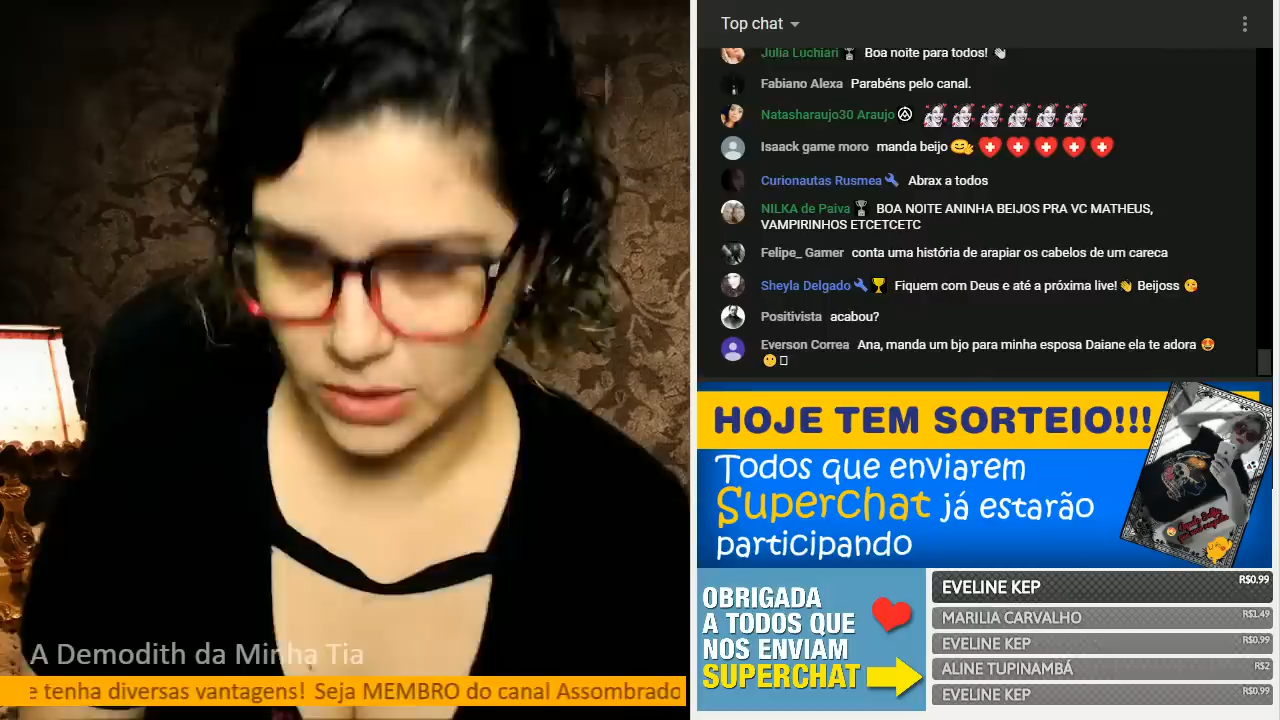 Top chat
Julia Luchiari Boa noite para todos!
Fabiano Alexa Parabéns pelo canal.
Natasharaujo30 Araujo
Isaack game moro manda beijo
Curionautas Rusmea Abrax a todos
NILKA de Paiva BOA NOITE ANINHA BEIJOS PRA VC MATHEUS,
VAMPIRINHOS ETCETCETC
Felipe_ Gamer conta uma história de arapiar os cabelos de um careca
Sheyla Delgado Fiquem com Deus e até a próxima live! Beijoss
Positivista acabou?
Everson Correa Ana, manda um bjo para minha esposa Daiane ela te adora
HOJE TEM SORTEIO!!!
Todos que enviarem
Superchat já estarão
participando
OBRIGADA
A TODOS QUE
NOS ENVIAM
SUPERCHAT
EVELINE KEP R$0.99
MARILIA CARVALHO R$1.49
EVELINE KEP R$0.99
ALINE TUPINAMBÁ R$2
EVELINE KEP R$0.99
A Demodith da Minha Tia
e tenha diversas vantagens! Seja MEMBRO do canal Assombrado